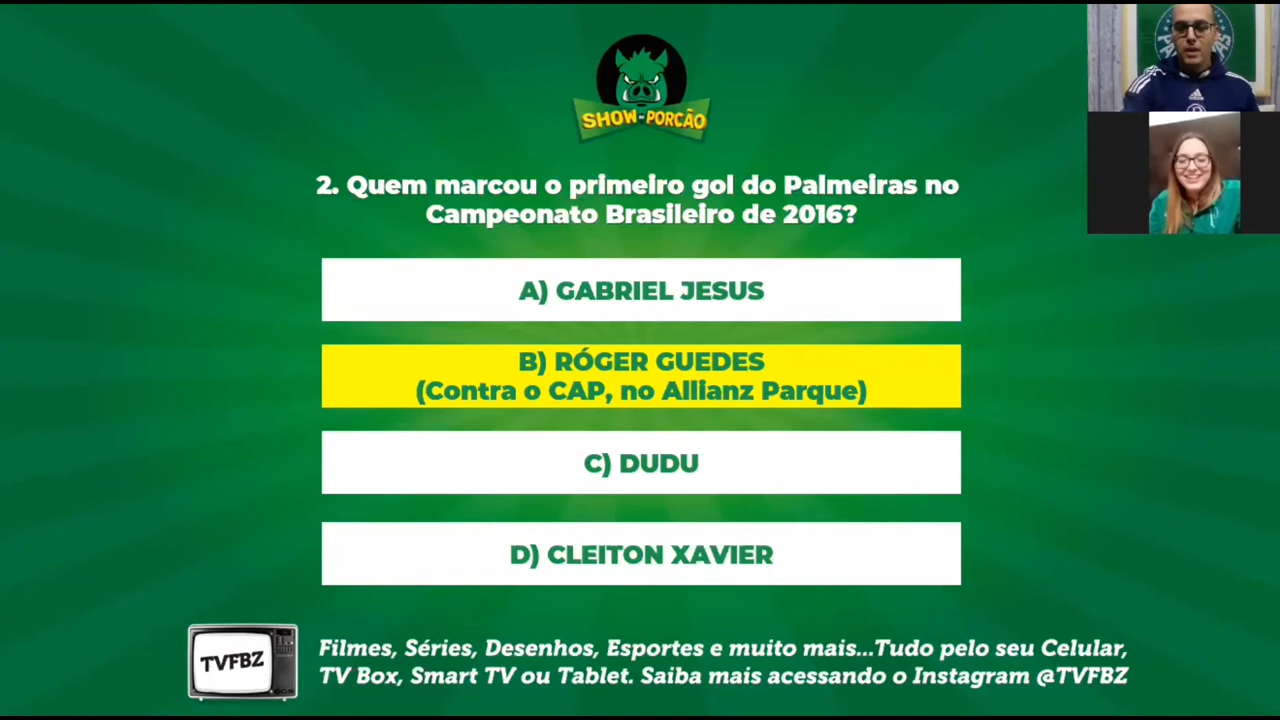 SHOW-PORCÃO
2. Quem marcou o primeiro gol do Palmeiras no
Campeonato Brasileiro de 2016?
A) GABRIEL JESUS
B) RÓGER GUEDES
(Contra o CAP, no Allianz Parque)
C) DUDU
D) CLEITON XAVIER
TVFBZ
Filmes, Séries, Desenhos, Esportes e muito mais...Tudo pelo seu Celular,
TV Box, Smart TV ou Tablet. Saiba mais acessando o Instagram @TVFBZ